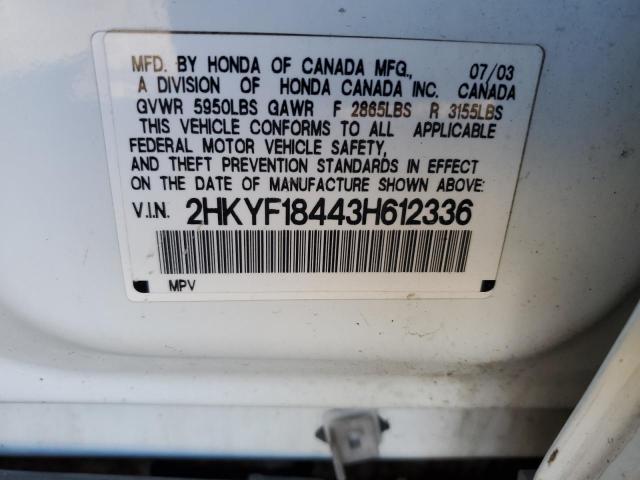 MFD. BY HONDA OF CANADA MFG., 07/03
A DIVISION OF HONDA CANADA INC. CANADA
GVWR 5950LBS GAWR F 2865LBS R 3155LBS
THIS VEHICLE CONFORMS TO ALL APPLICABLE
FEDERAL MOTOR VEHICLE SAFETY,
AND THEFT PREVENTION STANDARDS IN EFFECT
ON THE DATE OF MANUFACTURE SHOWN ABOVE:
V.I.N. 2HKYF18443H612336
MPV